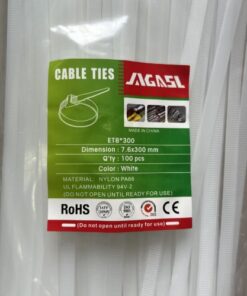 CABLE TIES
JAGASL
MADE IN CHINA
ET8*300
Dimension : 7.6x300 mm
Q'ty : 100 pcs
Color : White
MATERIAL: NYLON PA66
UL FLAMMABILITY 94V-2
(DO NOT OPEN UNTIL READY FOR USE)
RoHS
CE
(Do not open until ready for use)